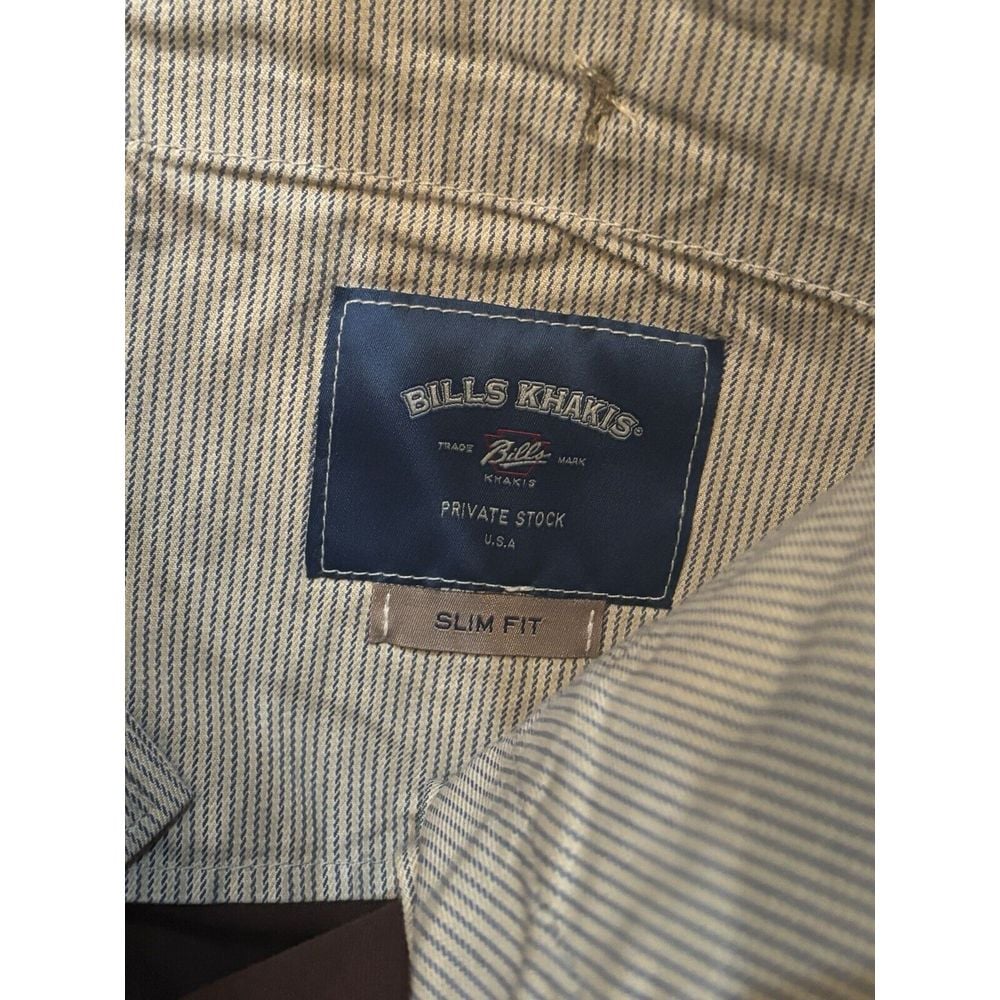 BILLS KHAKIS®
TRADE Bills MARK
KHAKIS
PRIVATE STOCK
U.S.A
SLIM FIT